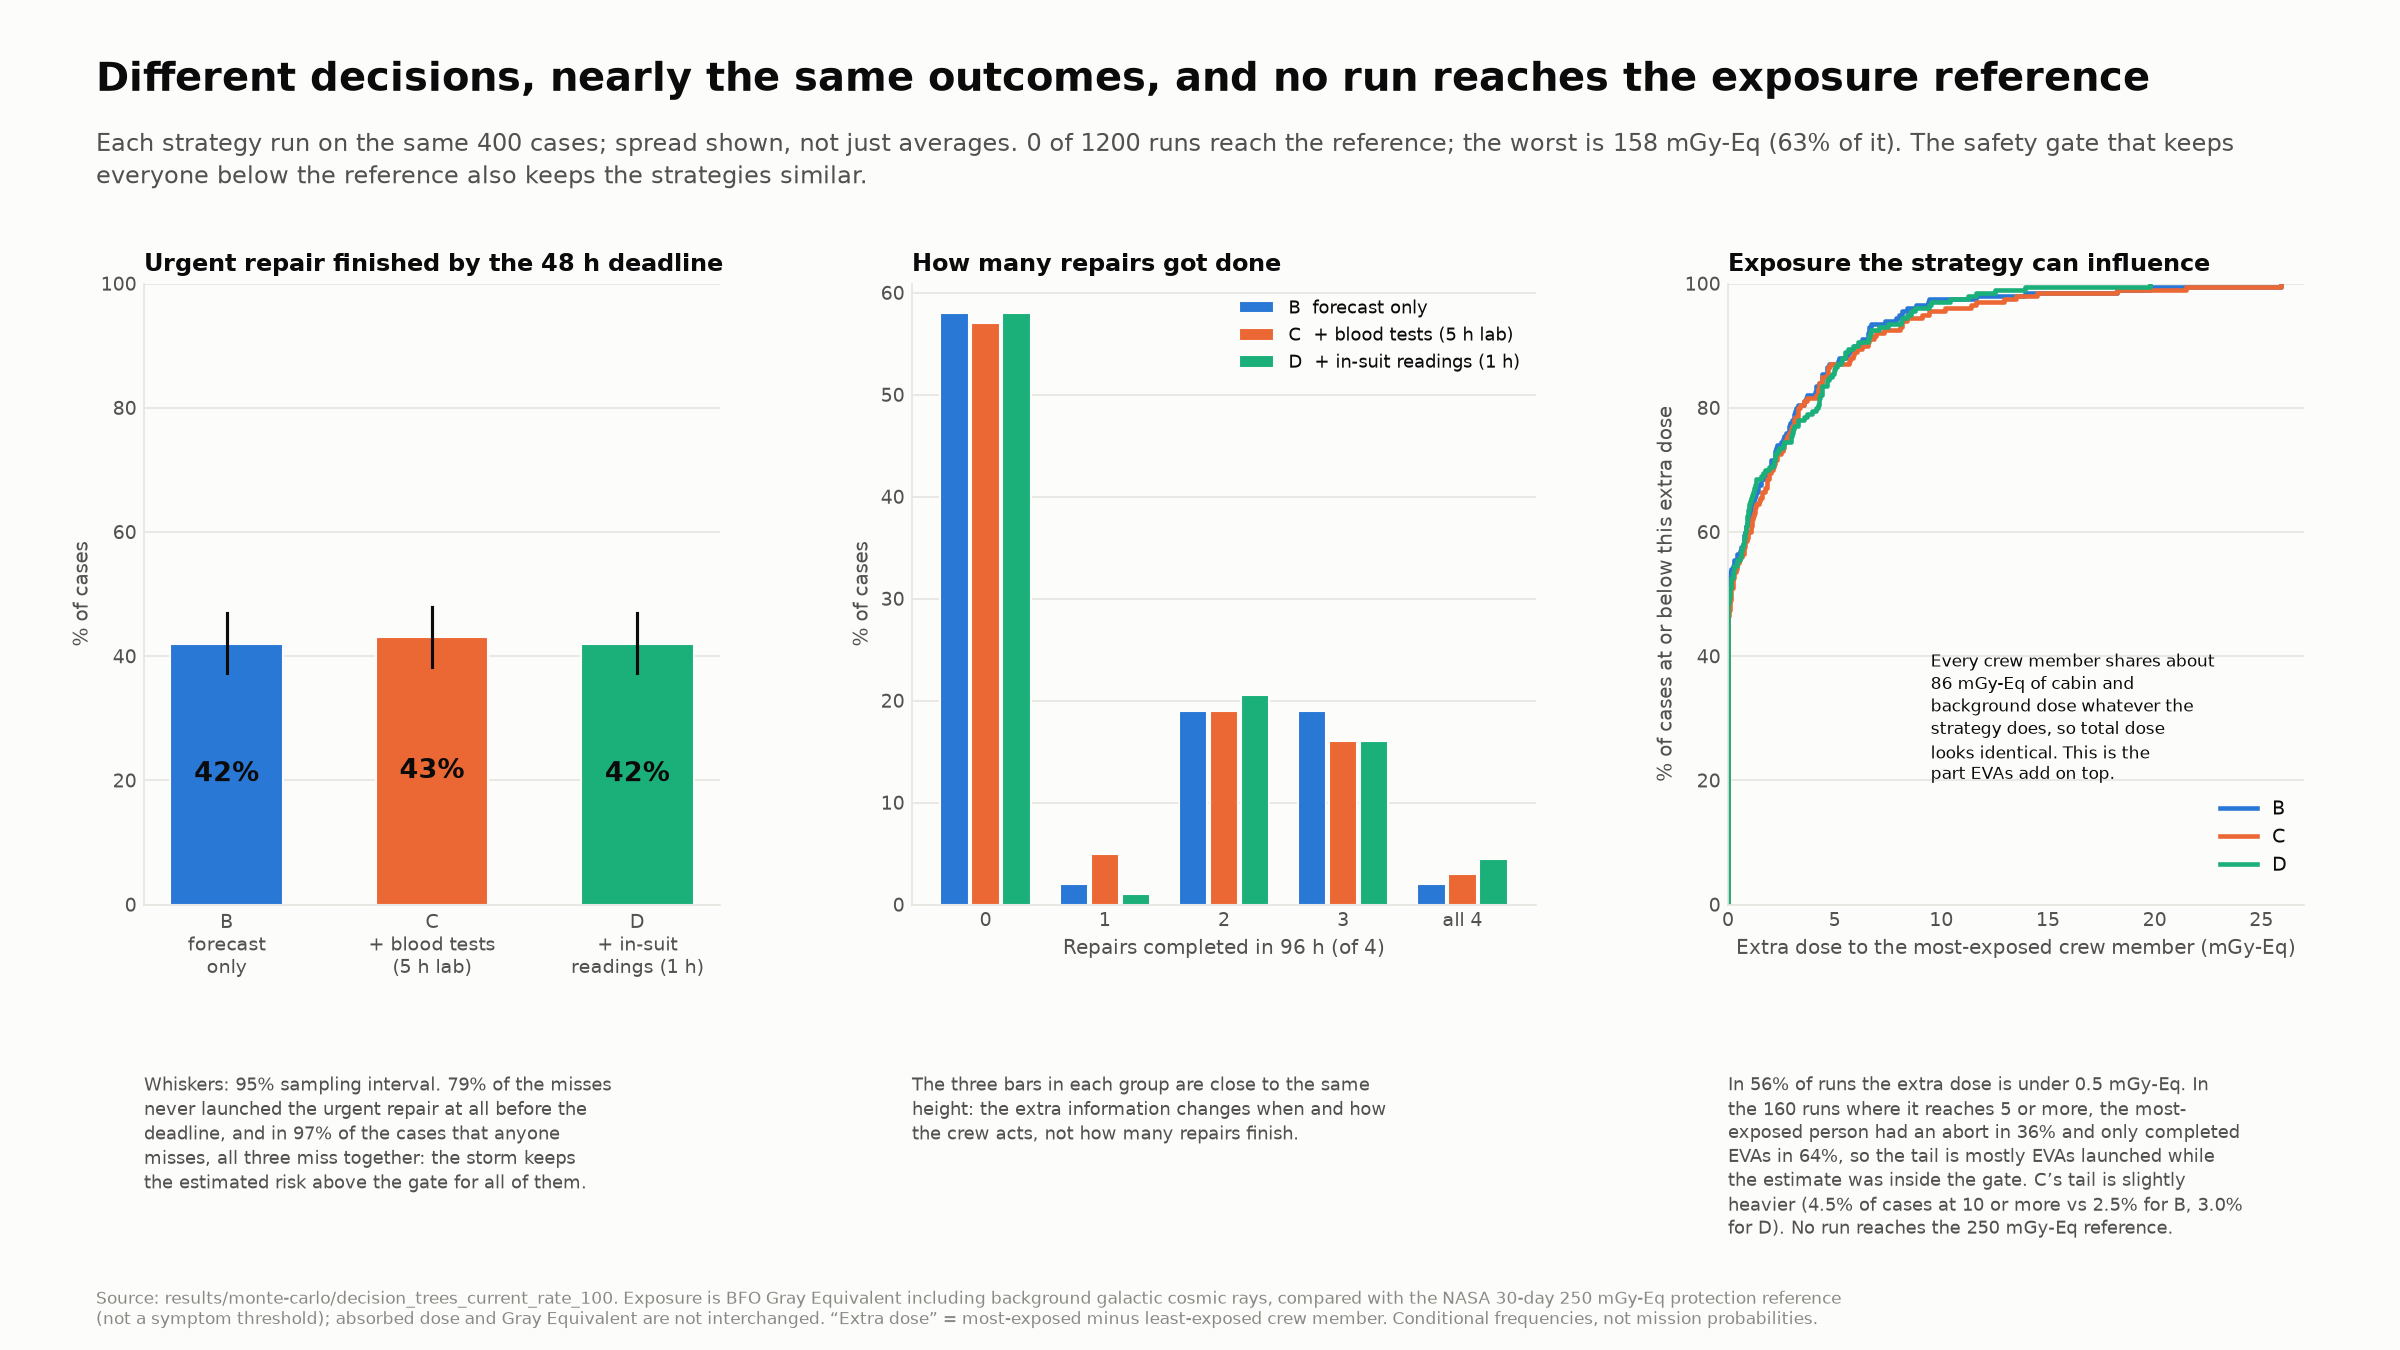 Different decisions, nearly the same outcomes, and no run reaches the exposure reference
Each strategy run on the same 400 cases; spread shown, not just averages. 0 of 1200 runs reach the reference; the worst is 158 mGy-Eq (63% of it). The safety gate that keeps
everyone below the reference also keeps the strategies similar.
Urgent repair finished by the 48 h deadline
100
80
60
40
20
0
% of cases
42%
43%
42%
B
forecast
only
C
+ blood tests
(5 h lab)
D
+ in-suit
readings (1 h)
Whiskers: 95% sampling interval. 79% of the misses
never launched the urgent repair at all before the
deadline, and in 97% of the cases that anyone
misses, all three miss together: the storm keeps
the estimated risk above the gate for all of them.
How many repairs got done
60
50
40
30
20
10
0
% of cases
B forecast only
C + blood tests (5 h lab)
D + in-suit readings (1 h)
0
1
2
3
all 4
Repairs completed in 96 h (of 4)
The three bars in each group are close to the same
height: the extra information changes when and how
the crew acts, not how many repairs finish.
Exposure the strategy can influence
100
80
60
40
20
0
% of cases at or below this extra dose
Every crew member shares about
86 mGy-Eq of cabin and
background dose whatever the
strategy does, so total dose
looks identical. This is the
part EVAs add on top.
B
C
D
0
5
10
15
20
25
Extra dose to the most-exposed crew member (mGy-Eq)
In 56% of runs the extra dose is under 0.5 mGy-Eq. In
the 160 runs where it reaches 5 or more, the most-
exposed person had an abort in 36% and only completed
EVAs in 64%, so the tail is mostly EVAs launched while
the estimate was inside the gate. C’s tail is slightly
heavier (4.5% of cases at 10 or more vs 2.5% for B, 3.0%
for D). No run reaches the 250 mGy-Eq reference.
Source: results/monte-carlo/decision_trees_current_rate_100. Exposure is BFO Gray Equivalent including background galactic cosmic rays, compared with the NASA 30-day 250 mGy-Eq protection reference
(not a symptom threshold); absorbed dose and Gray Equivalent are not interchanged. “Extra dose” = most-exposed minus least-exposed crew member. Conditional frequencies, not mission probabilities.